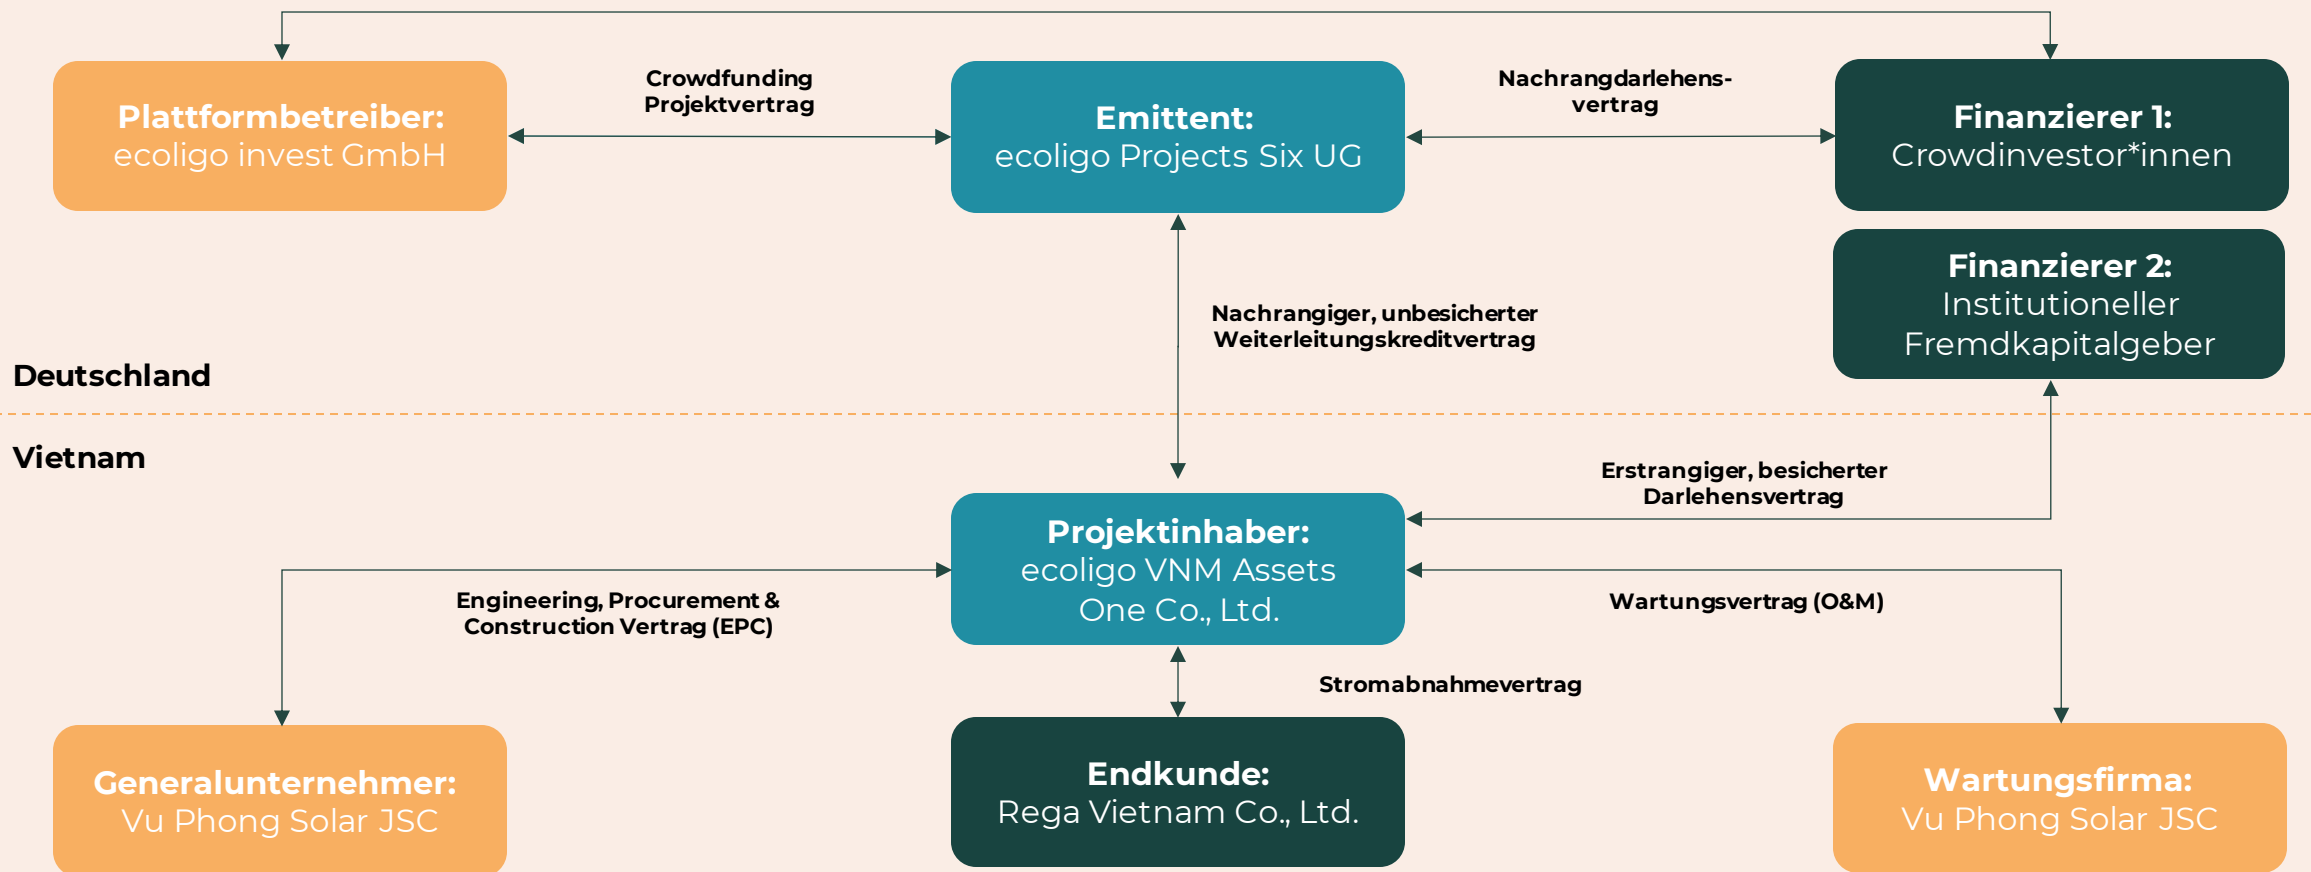 Crowdfunding
Projektvertrag
Nachrangdarlehens-
vertrag
Plattformbetreiber:
ecoligo invest GmbH
Emittent:
ecoligo Projects Six UG
Finanzierer 1:
Crowdinvestor*innen
Finanzierer 2:
Institutioneller
Fremdkapitalgeber
Nachrangiger, unbesicherter
Weiterleitungskreditvertrag
Deutschland
Vietnam
Erstrangiger, besicherter
Darlehensvertrag
Projektinhaber:
ecoligo VNM Assets
One Co., Ltd.
Engineering, Procurement &
Construction Vertrag (EPC)
Wartungsvertrag (O&M)
Stromabnahmevertrag
Generalunternehmer:
Vu Phong Solar JSC
Endkunde:
Rega Vietnam Co., Ltd.
Wartungsfirma:
Vu Phong Solar JSC